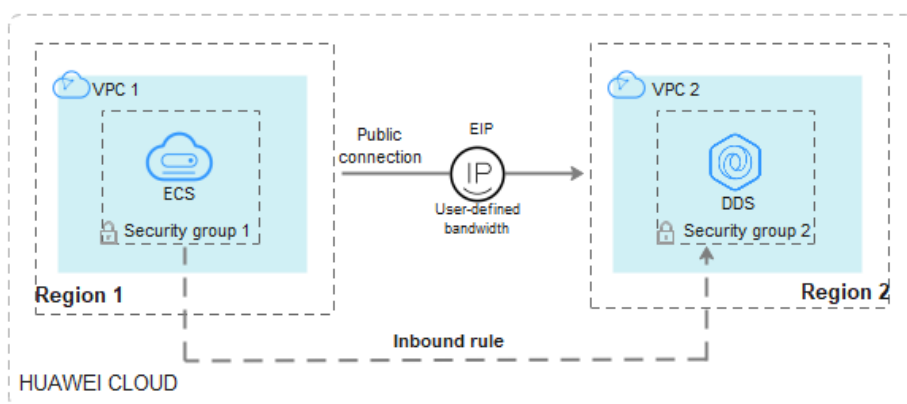 VPC 1
ECS
Security group 1
Region 1
Public
connection
EIP
IP
User-defined
bandwidth
VPC 2
DDS
Security group 2
Region 2
Inbound rule
HUAWEI CLOUD